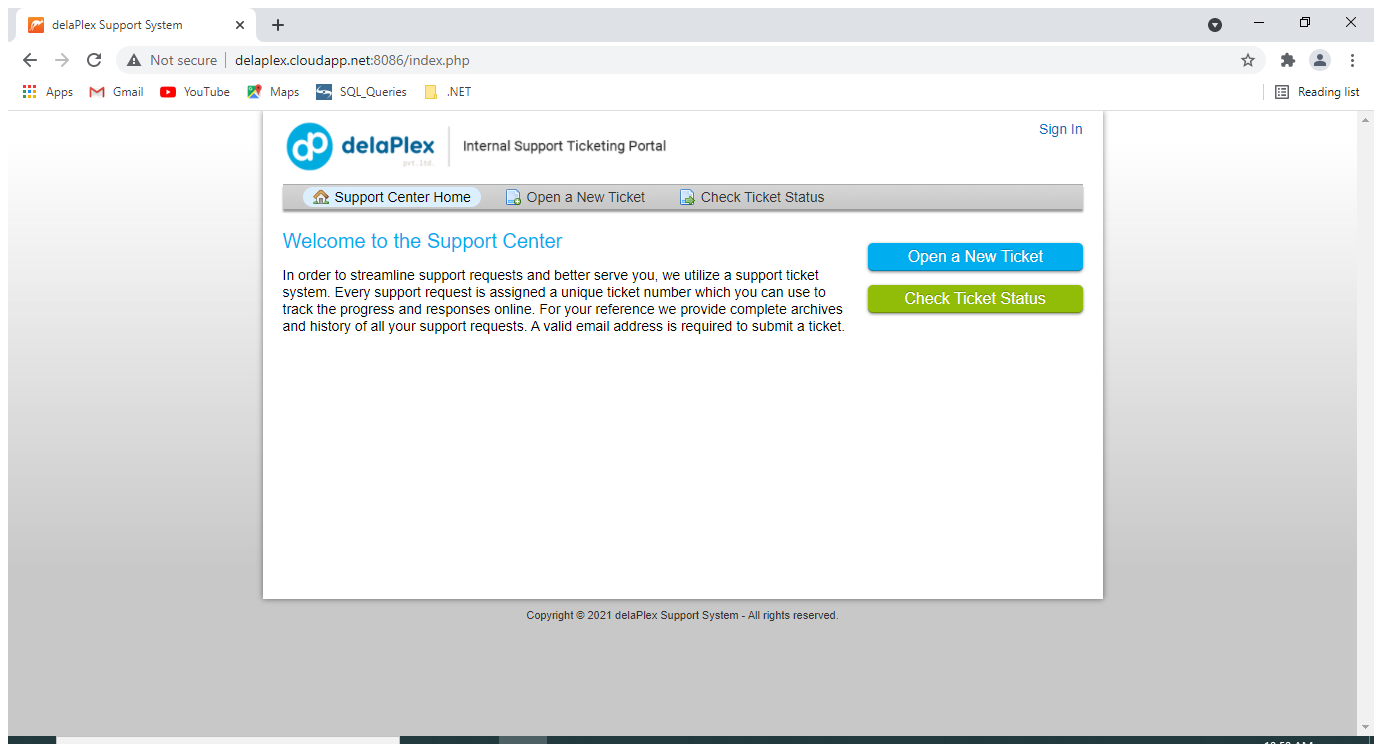 delaPlex Support System
Not secure delaplex.cloudapp.net:8086/index.php
Apps Gmail YouTube Maps SQL_Queries .NET Reading list
Sign In
dp delaPlex Internal Support Ticketing Portal
pvt.ltd.
Support Center Home Open a New Ticket Check Ticket Status
Welcome to the Support Center
In order to streamline support requests and better serve you, we utilize a support ticket
system. Every support request is assigned a unique ticket number which you can use to
track the progress and responses online. For your reference we provide complete archives
and history of all your support requests. A valid email address is required to submit a ticket.
Open a New Ticket
Check Ticket Status
Copyright © 2021 delaPlex Support System - All rights reserved.